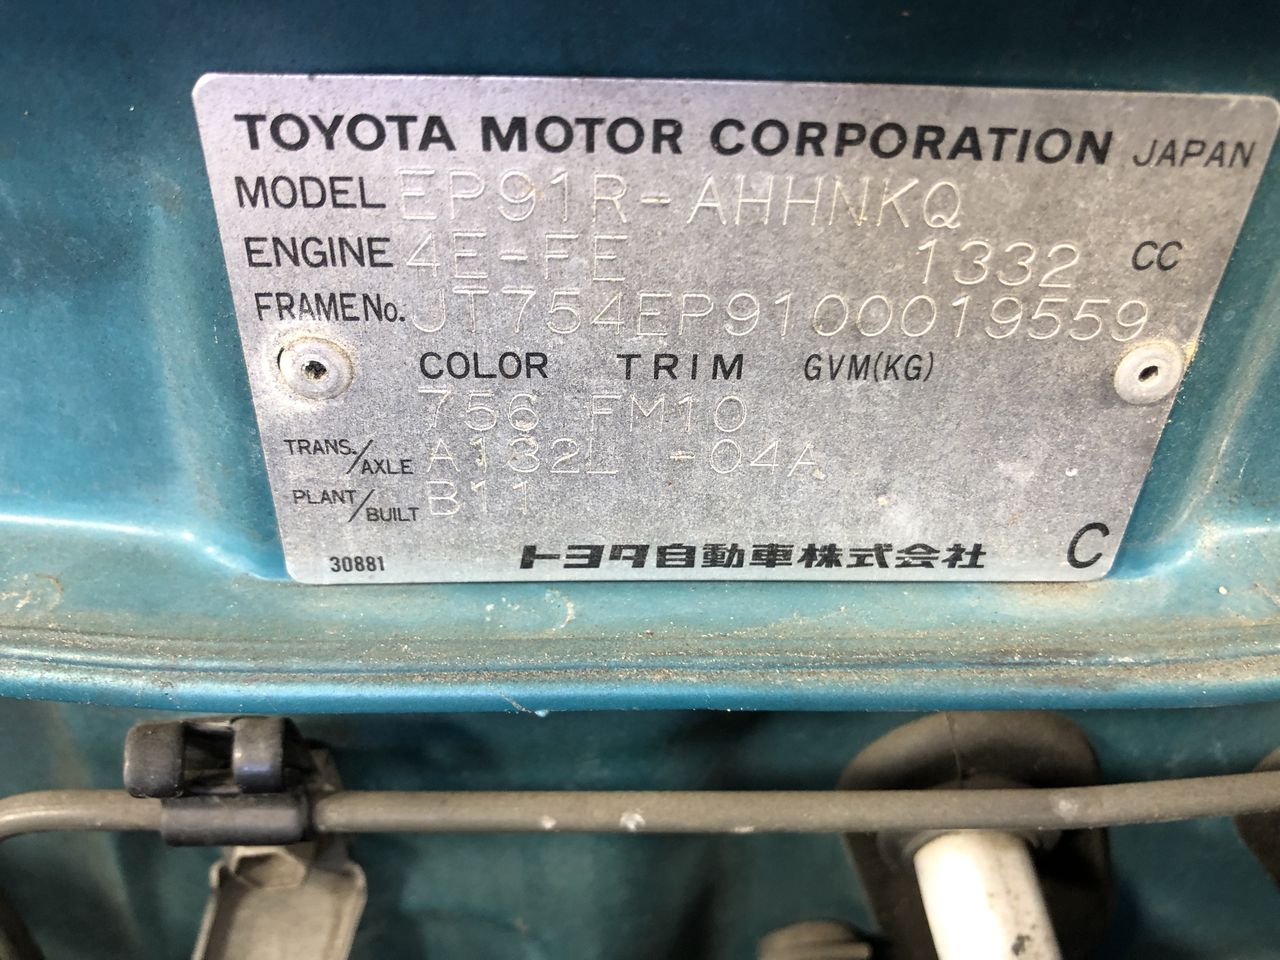 TOYOTA MOTOR CORPORATION JAPAN
MODEL EP91R-AHHNKQ
ENGINE 4E-FE 1332 CC
FRAME No. JT754EP9100019559
COLOR TRIM GVM(KG)
756 FM10
TRANS./AXLE A132L -04A
PLANT/BUILT B11
30881 トヨタ自動車株式会社 C